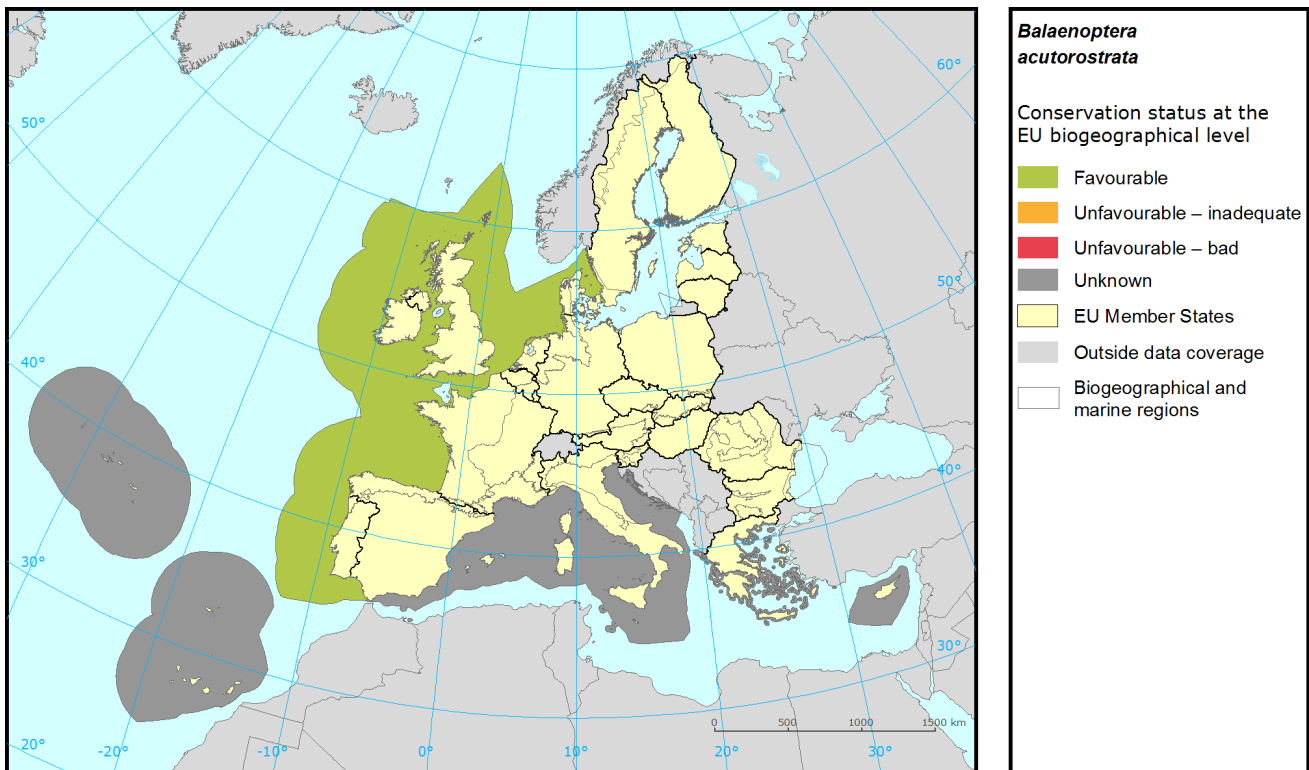 60°
50°
50°
40°
40°
30°
30°
20°
-20°
-10°
0°
10°
20°
30°
0 500 1000 1500 km
Balaenoptera
acutorostrata
Conservation status at the
EU biogeographical level
Favourable
Unfavourable – inadequate
Unfavourable – bad
Unknown
EU Member States
Outside data coverage
Biogeographical and
marine regions